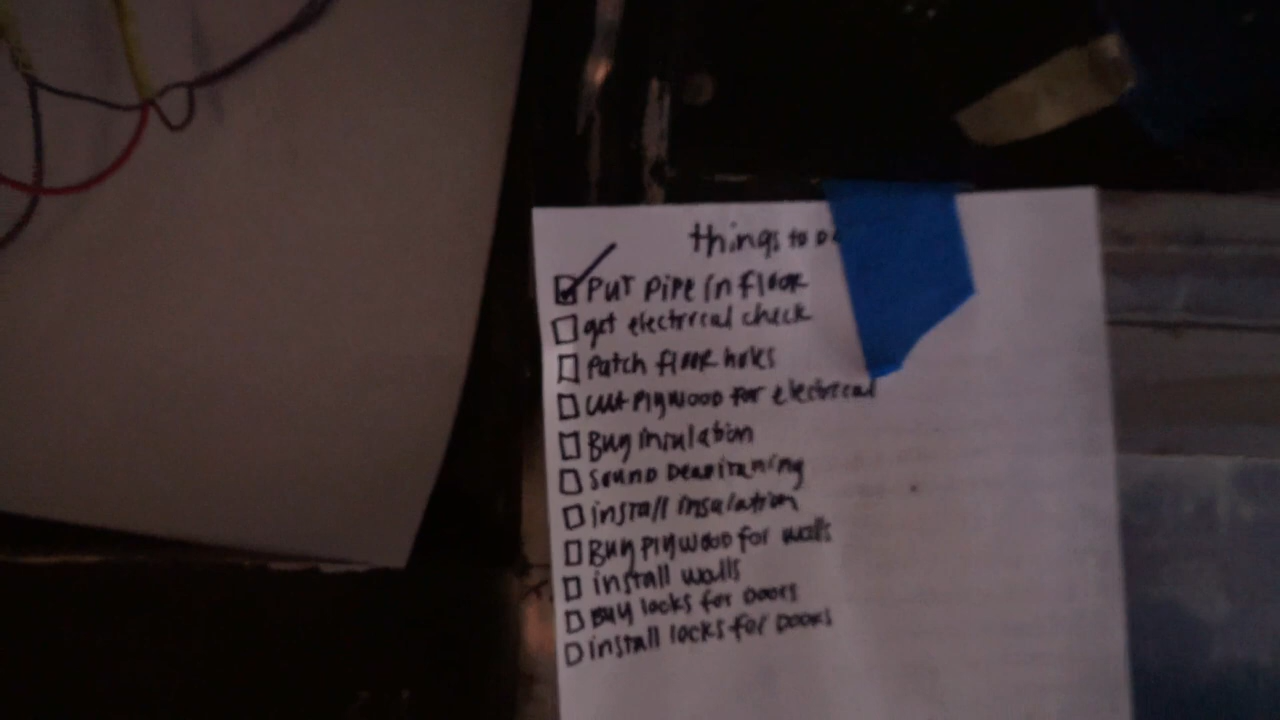 things to do
Put pipe in floor
get electrical check
Patch floor holes
cut plywood for electrical
Buy insulation
Sound Deadening
install insulation
Buy plywood for walls
install walls
Buy locks for Doors
install locks for Doors